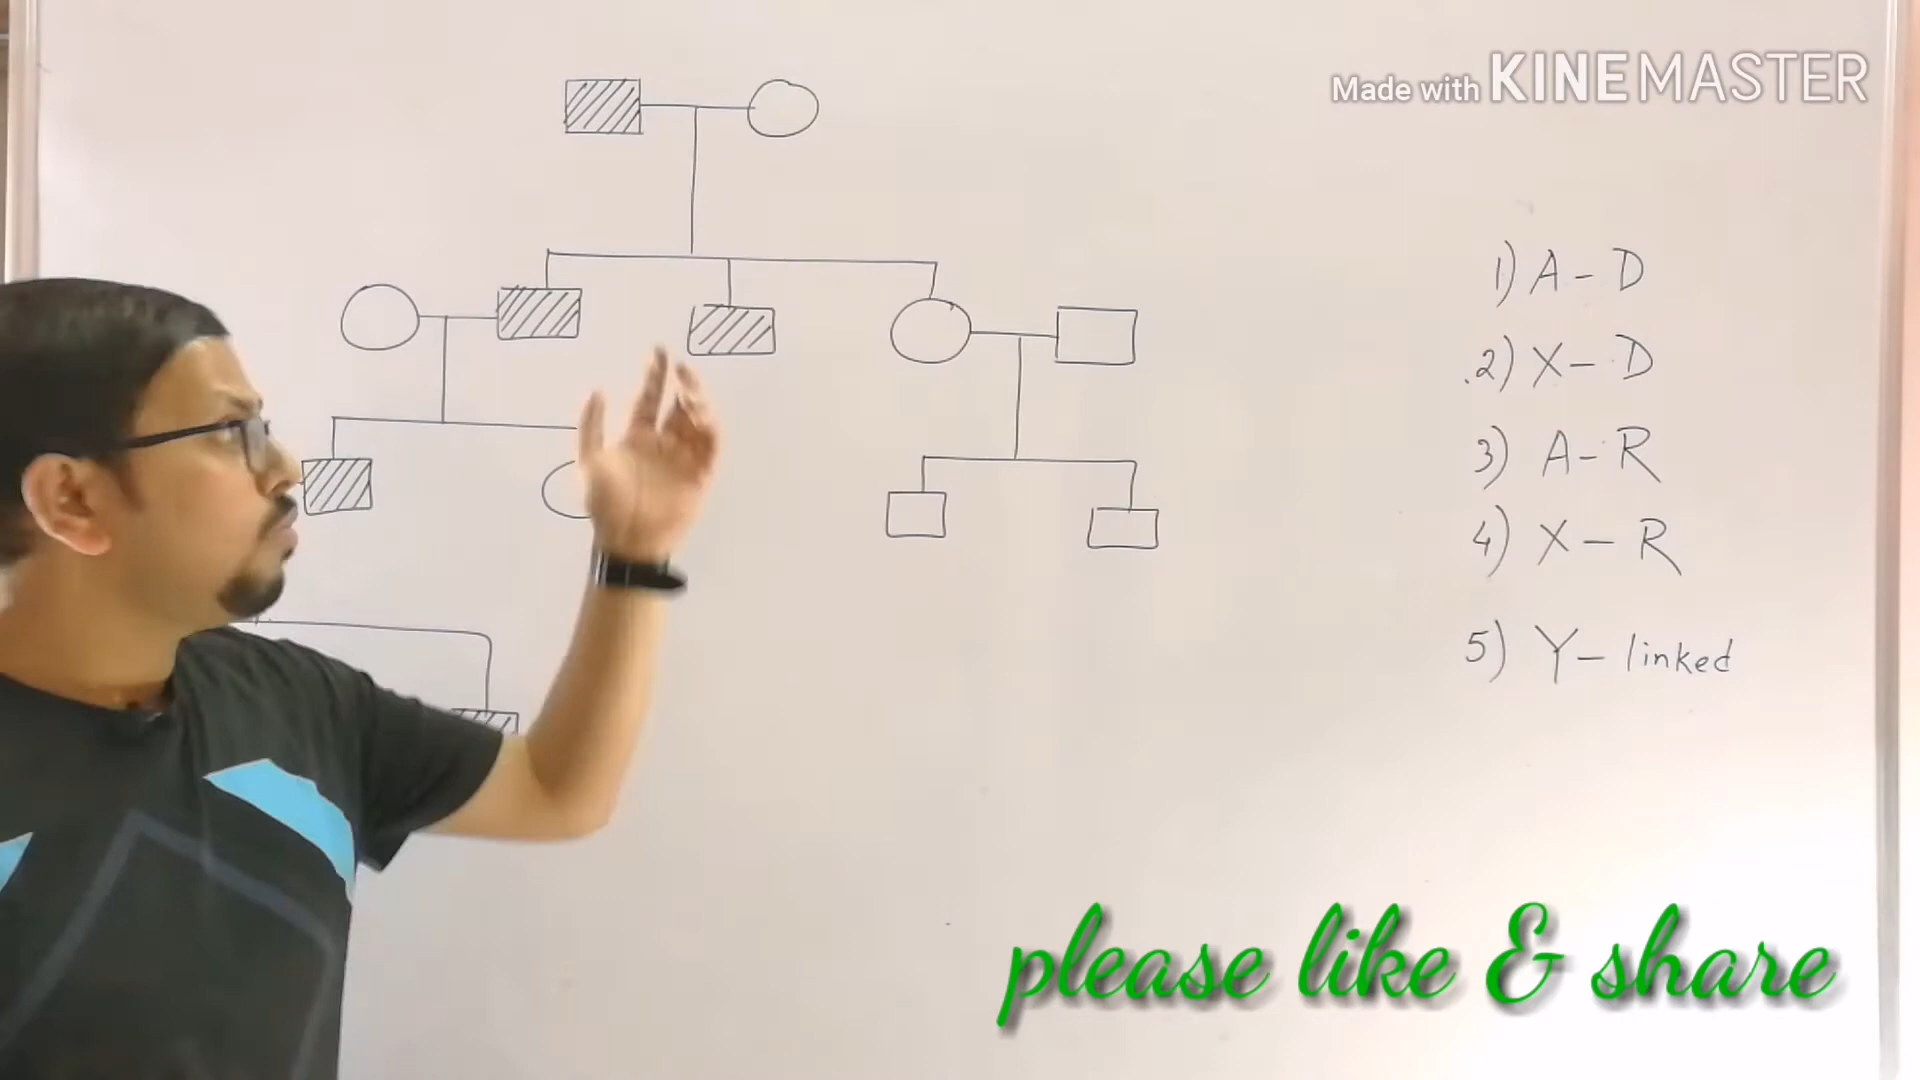 Made with KINEMASTER
1) A - D
2) X - D
3) A - R
4) X - R
5) Y - linked
please like & share